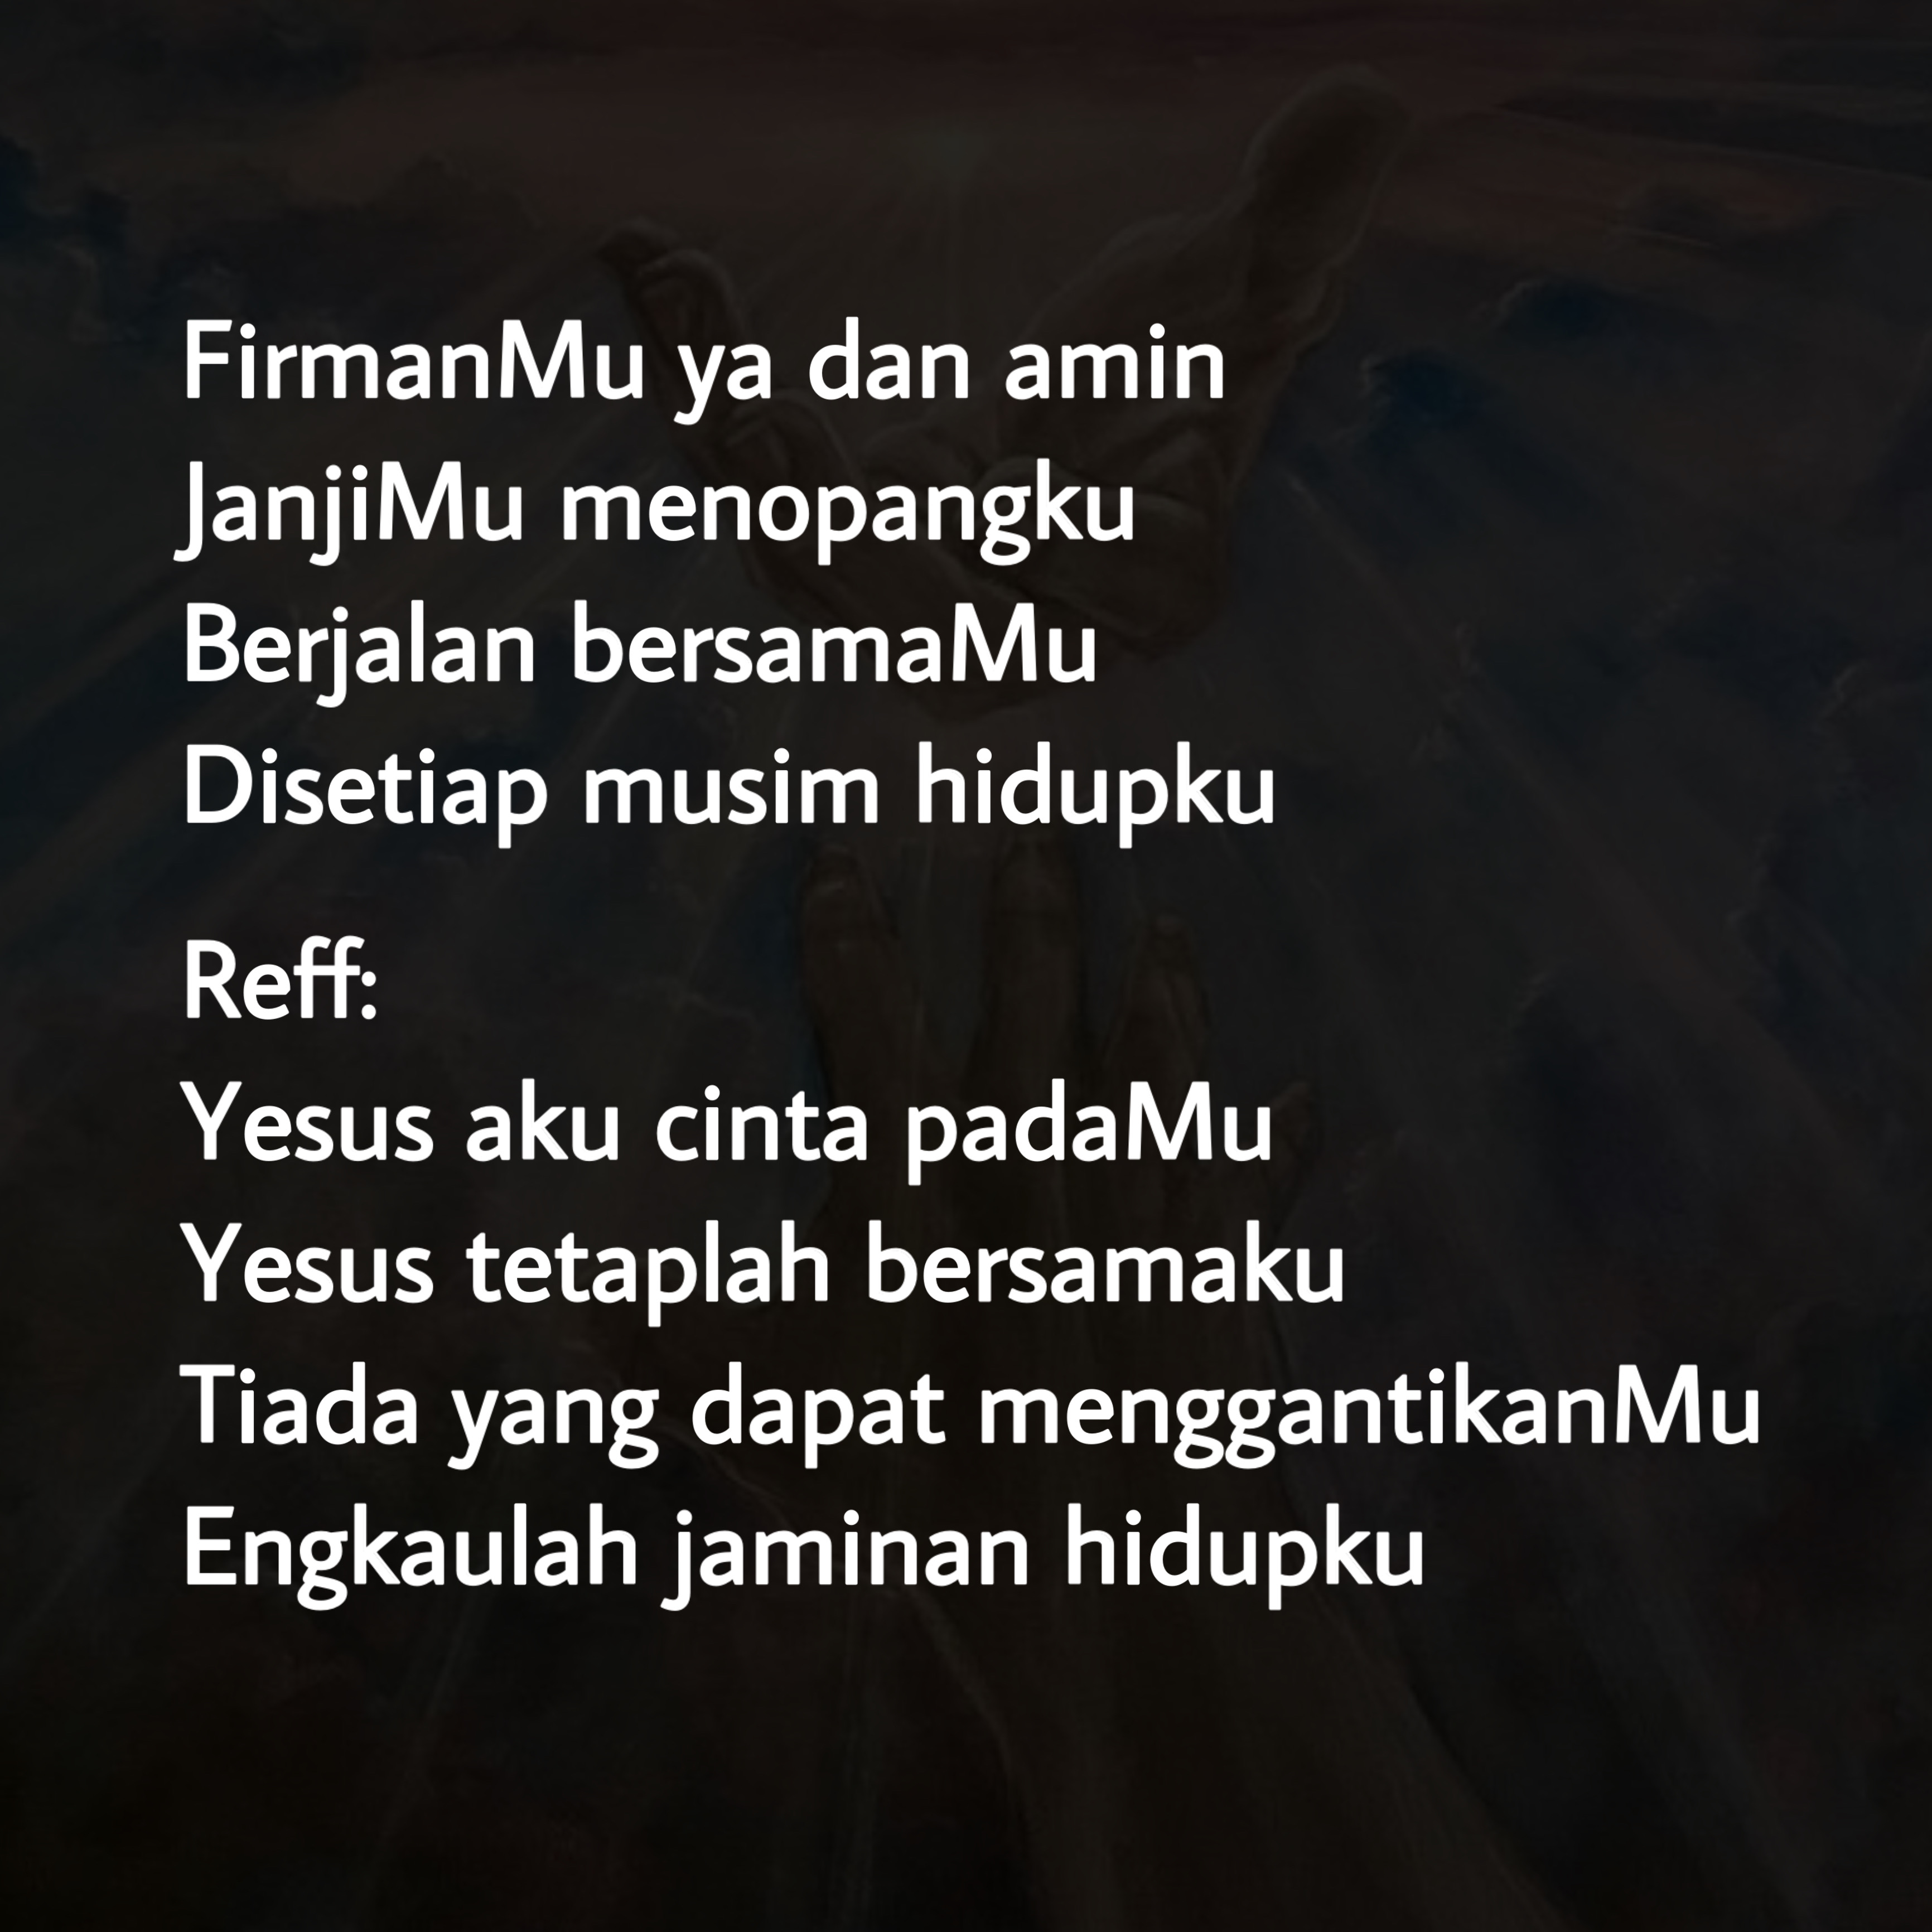 FirmanMu ya dan amin
JanjiMu menopangku
Berjalan bersamaMu
Disetiap musim hidupku
Reff:
Yesus aku cinta padaMu
Yesus tetaplah bersamaku
Tiada yang dapat menggantikanMu
Engkaulah jaminan hidupku